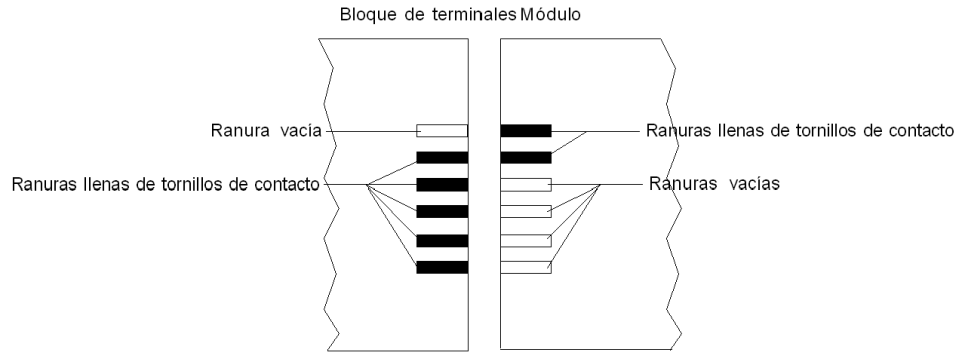 Bloque de terminales Módulo
Ranura vacía
Ranuras llenas de tornillos de contacto
Ranuras llenas de tornillos de contacto
Ranuras vacías